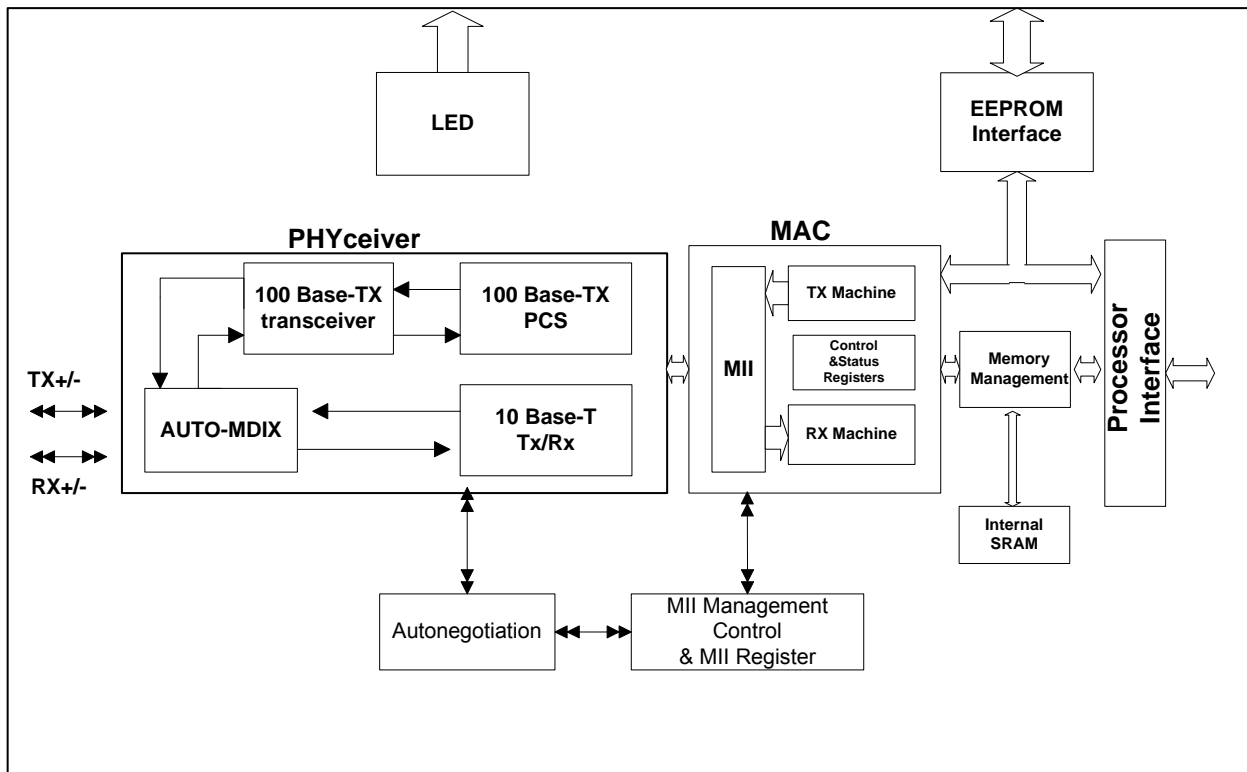 LED
EEPROM
Interface
PHYceiver
MAC
100 Base-TX
transceiver
100 Base-TX
PCS
TX+/-
RX+/-
AUTO-MDIX
10 Base-T
Tx/Rx
MII
TX Machine
Control
&Status
Registers
RX Machine
Memory
Management
Internal
SRAM
Processor
Interface
Autonegotiation
MII Management
Control
& MII Register